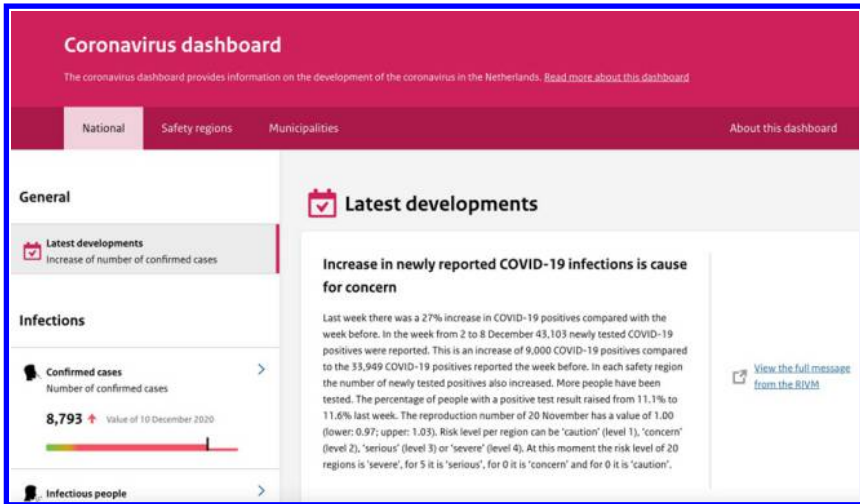 Coronavirus dashboard
The coronavirus dashboard provides information on the development of the coronavirus in the Netherlands. Read more about this dashboard
National
Safety regions
Municipalities
About this dashboard
General
Latest developments
Increase of number of confirmed cases
Infections
Confirmed cases
Number of confirmed cases
8,793
Value of 10 December 2020
Infectious people
Latest developments
Increase in newly reported COVID-19 infections is cause
for concern
Last week there was a 27% increase in COVID-19 positives compared with the
week before. In the week from 2 to 8 December 43,103 newly tested COVID-19
positives were reported. This is an increase of 9,000 COVID-19 positives compared
to the 33,949 COVID-19 positives reported the week before. In each safety region
the number of newly tested positives also increased. More people have been
tested. The percentage of people with a positive test result raised from 11.1% to
11.6% last week. The reproduction number of 20 November has a value of 1.00
(lower: 0.97; upper: 1.03). Risk level per region can be 'caution' (level 1), 'concern'
(level 2), 'serious' (level 3) or 'severe' (level 4). At this moment the risk level of 20
regions is 'severe', for 5 it is 'serious', for 0 it is 'concern' and for 0 it is 'caution'.
View the full message
from the RIVM